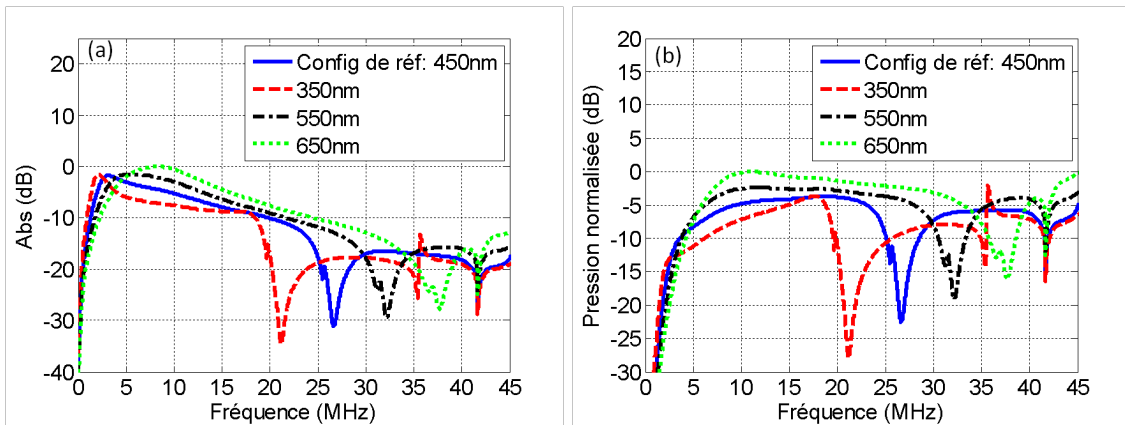 (a)
Config de réf: 450nm
350nm
550nm
650nm
20
10
0
-10
-20
-30
-40
Abs (dB)
0 5 10 15 20 25 30 35 40 45
Fréquence (MHz)
(b)
Config de réf: 450nm
350nm
550nm
650nm
20
15
10
5
0
-5
-10
-15
-20
-25
-30
Pression normalisée (dB)
0 5 10 15 20 25 30 35 40 45
Fréquence (MHz)